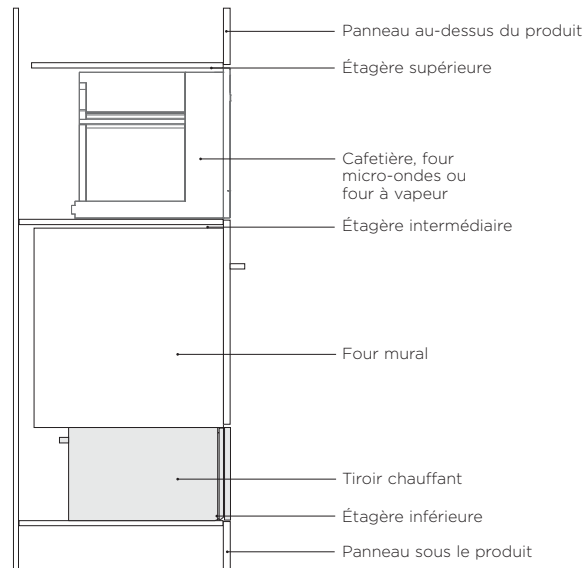 Panneau au-dessus du produit
Étagère supérieure
Cafetière, four
micro-ondes ou
four à vapeur
Étagère intermédiaire
Four mural
Tiroir chauffant
Étagère inférieure
Panneau sous le produit